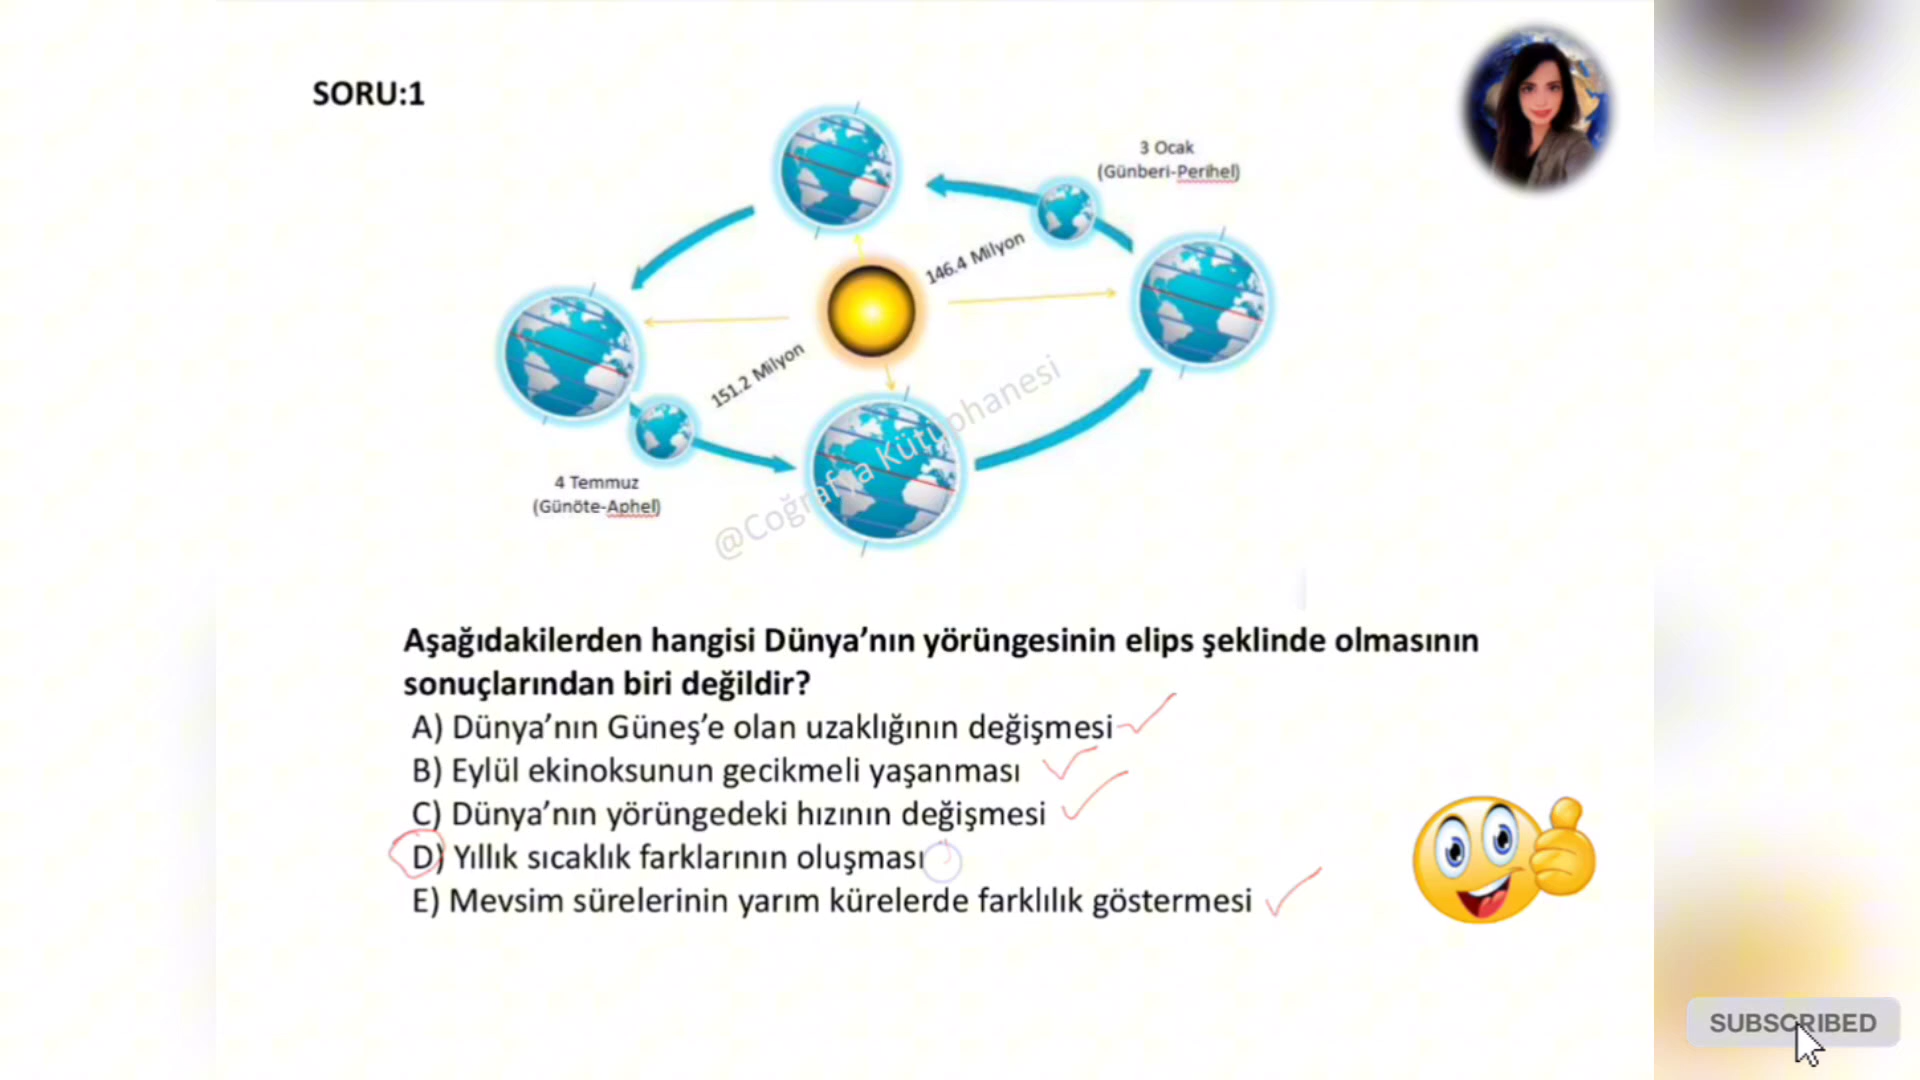 SORU:1
3 Ocak
(Günberi-Perihel)
146.4 Milyon
151.2 Milyon
4 Temmuz
(Günöte-Aphel)
@Coğrafya Kütüphanesi
Aşağıdakilerden hangisi Dünya’nın yörüngesinin elips şeklinde olmasının
sonuçlarından biri değildir?
A) Dünya’nın Güneş’e olan uzaklığının değişmesi
B) Eylül ekinoksunun gecikmeli yaşanması
C) Dünya’nın yörüngedeki hızının değişmesi
D) Yıllık sıcaklık farklarının oluşması
E) Mevsim sürelerinin yarım kürelerde farklılık göstermesi
SUBSCRIBED